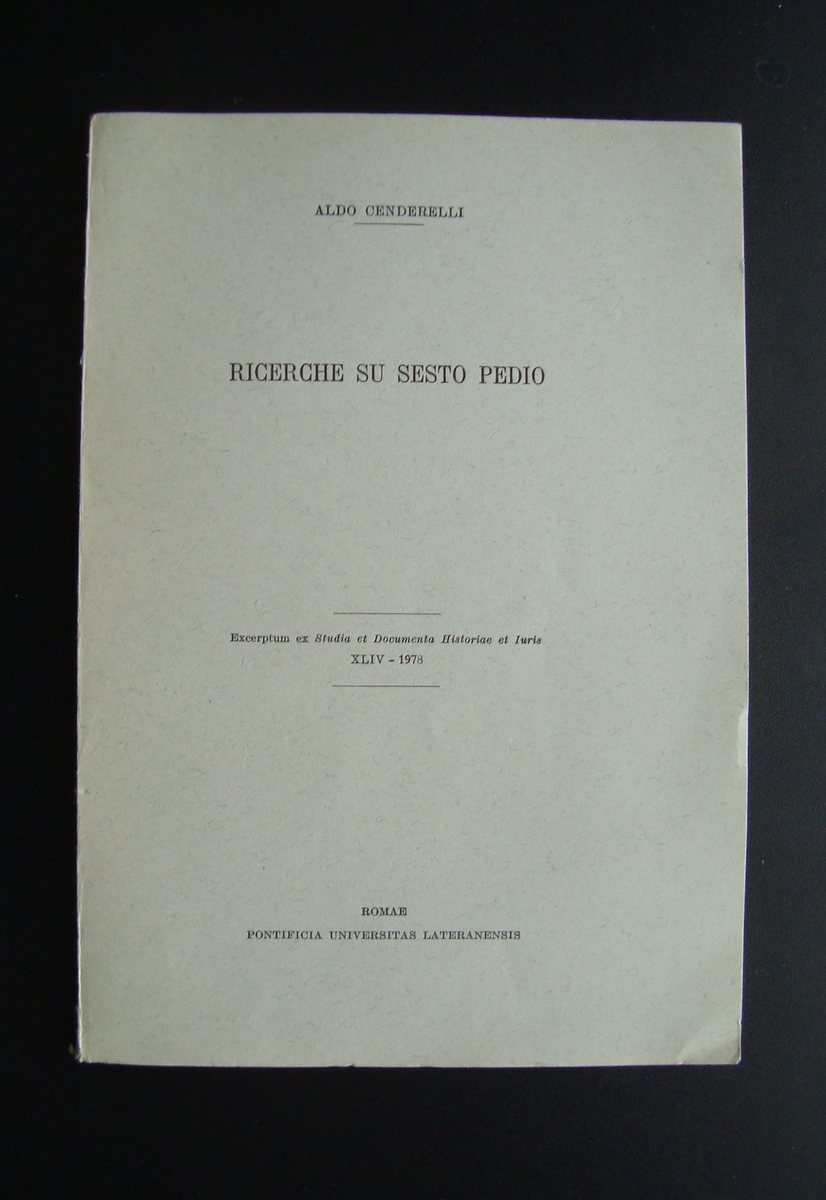 ALDO CENDERELLI
RICERCHE SU SESTO PEDIO
Excerptum ex Studia et Documenta Historiae et Iuris
XLIV - 1978
ROMAE
PONTIFICIA UNIVERSITAS LATERANENSIS